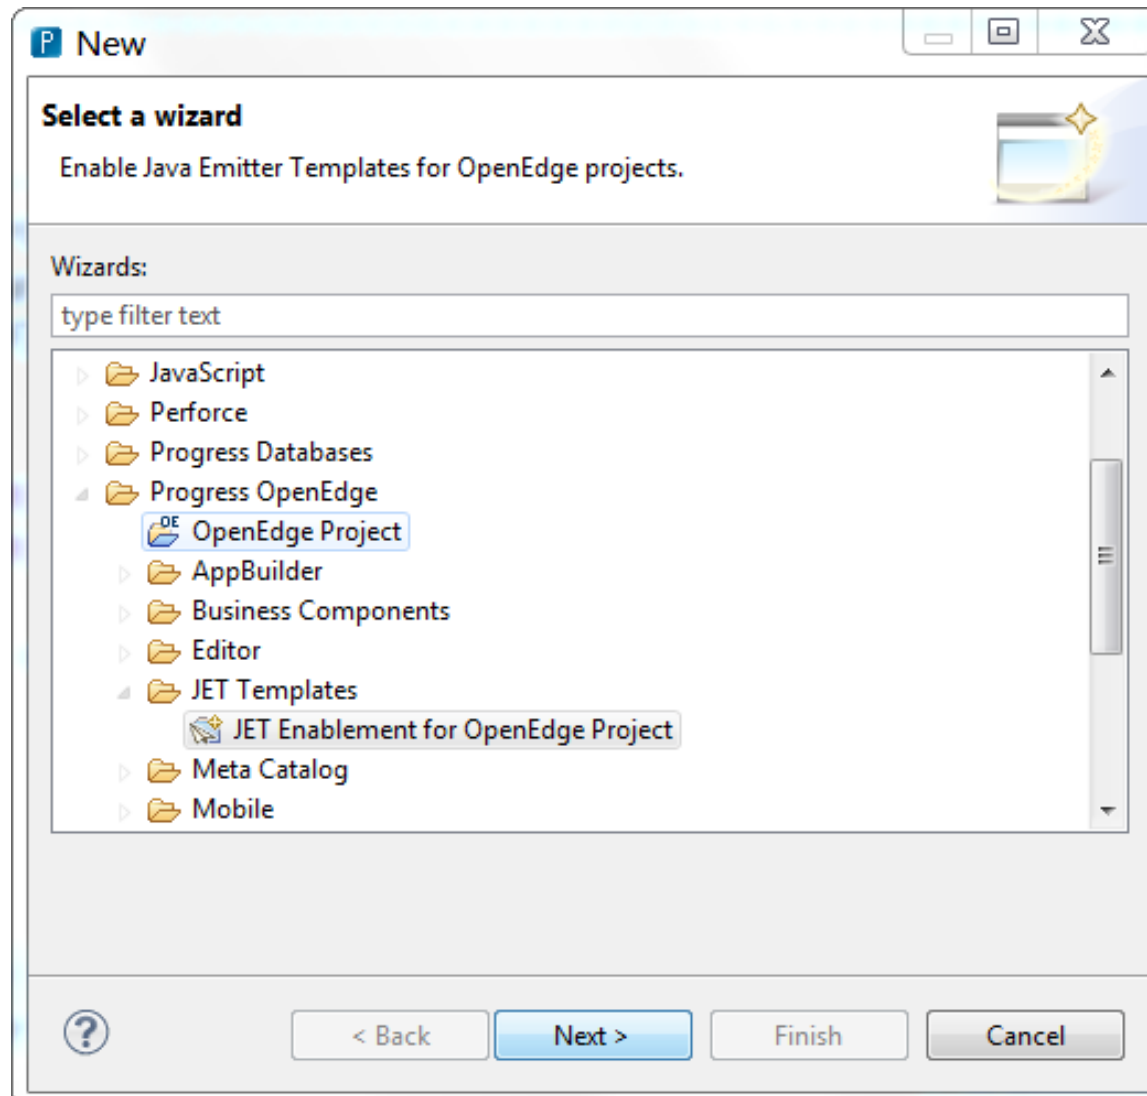 P New
Select a wizard
Enable Java Emitter Templates for OpenEdge projects.
Wizards:
type filter text
JavaScript
Perforce
Progress Databases
Progress OpenEdge
OE OpenEdge Project
AppBuilder
Business Components
Editor
JET Templates
JET Enablement for OpenEdge Project
Meta Catalog
Mobile
? < Back Next > Finish Cancel